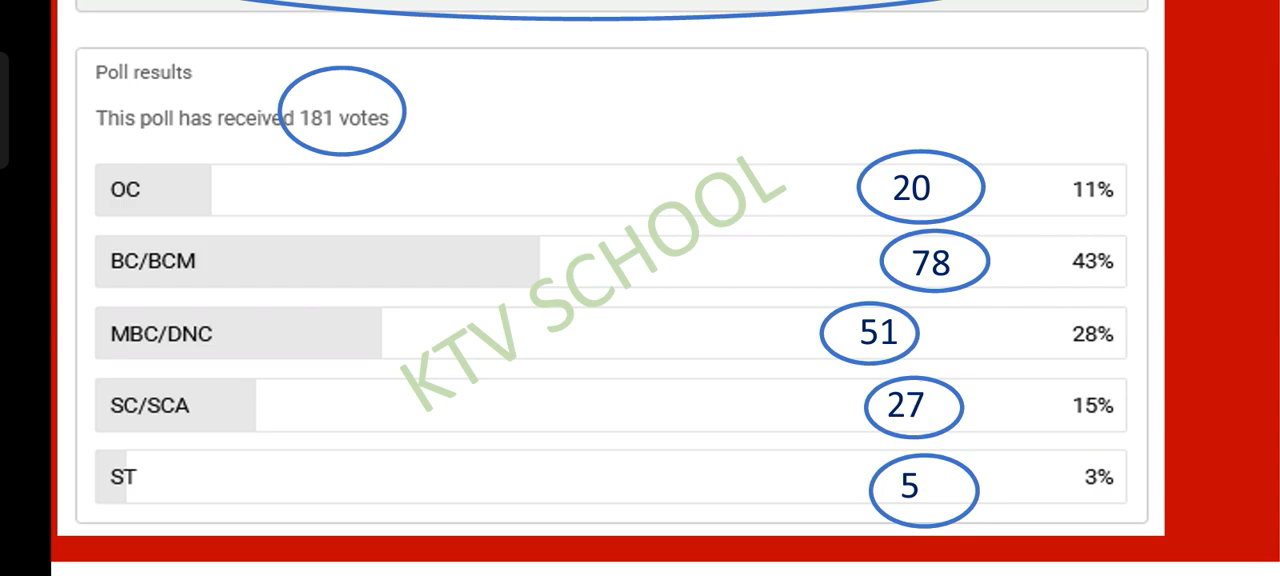 Poll results
This poll has received 181 votes
OC 20 11%
BC/BCM 78 43%
MBC/DNC 51 28%
SC/SCA 27 15%
ST 5 3%
KTV SCHOOL